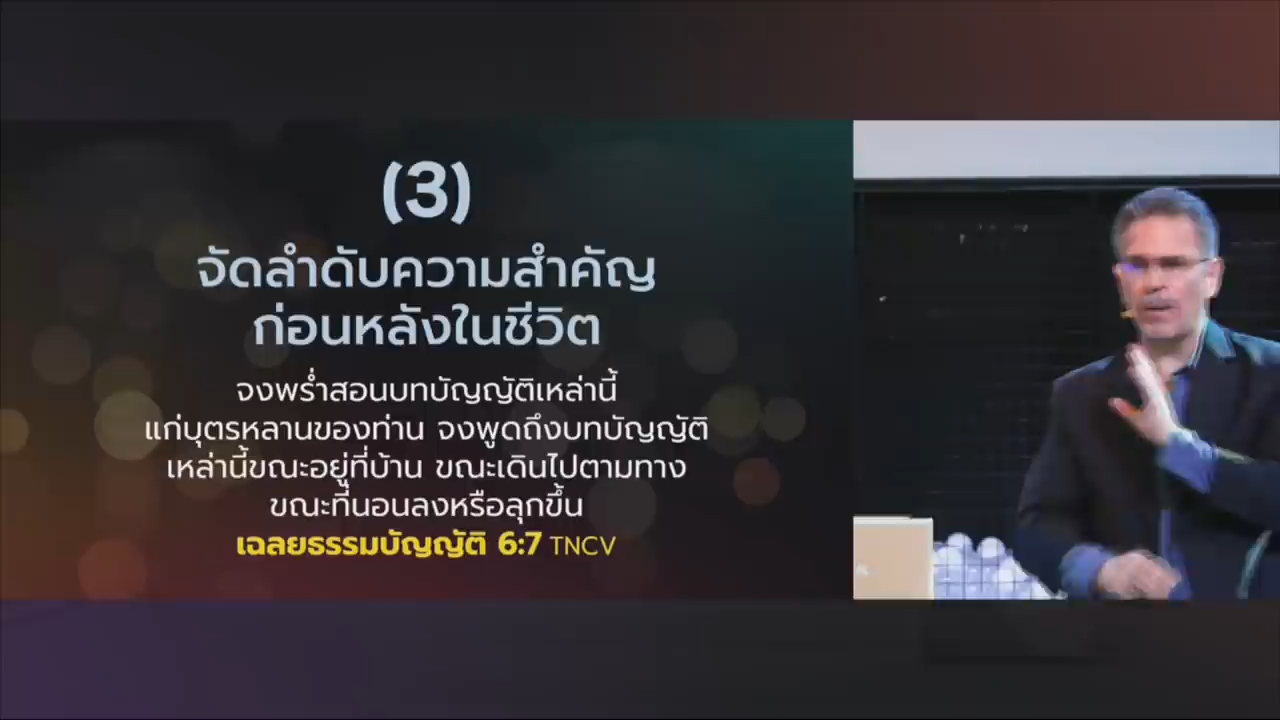 (3)
จัดลำดับความสำคัญ
ก่อนหลังในชีวิต
จงพร่ำสอนบทบัญญัติเหล่านี้
แก่บุตรหลานของท่าน จงพูดถึงบทบัญญัติ
เหล่านี้ขณะอยู่ที่บ้าน ขณะเดินไปตามทาง
ขณะที่นอนลงหรือลุกขึ้น
เฉลยธรรมบัญญัติ 6:7 TNCV